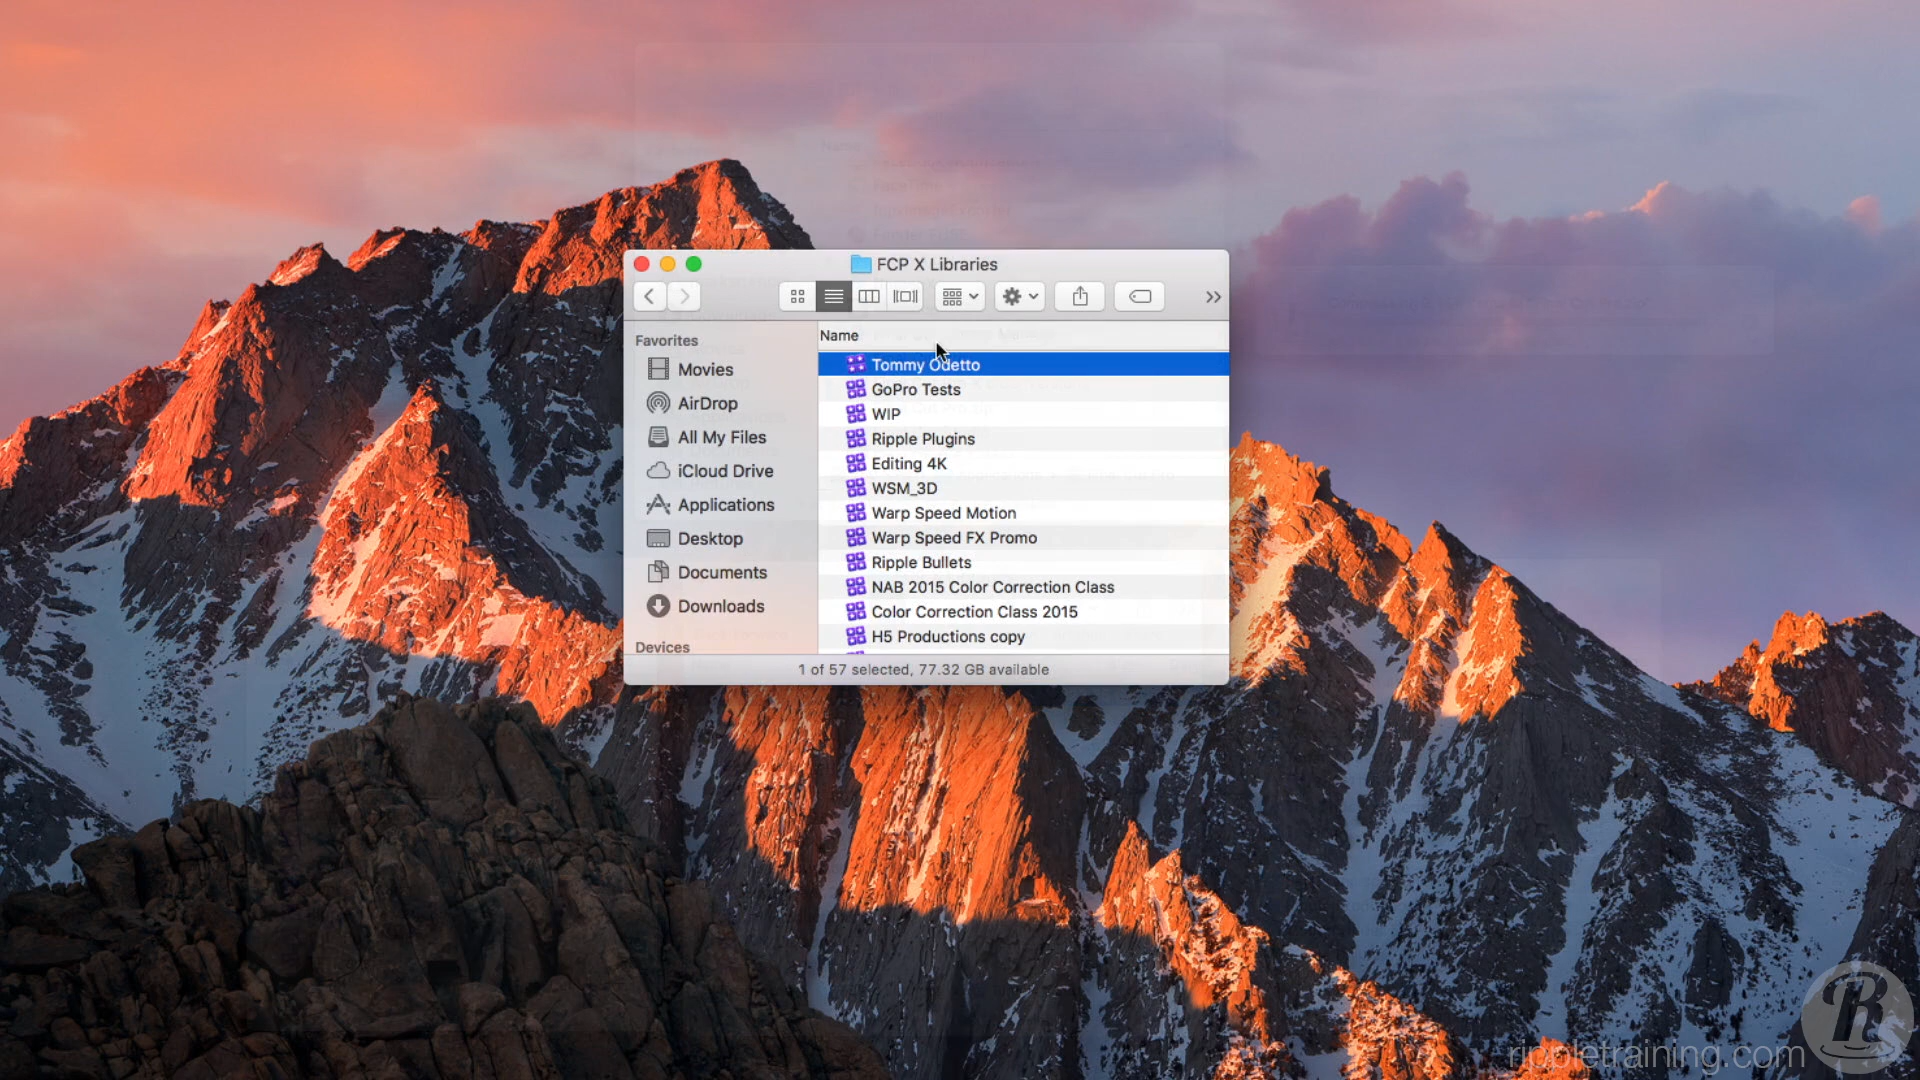 FCP X Libraries
Favorites
Movies
AirDrop
All My Files
iCloud Drive
Applications
Desktop
Documents
Downloads
Devices
Name
Tommy Odetto
GoPro Tests
WIP
Ripple Plugins
Editing 4K
WSM_3D
Warp Speed Motion
Warp Speed FX Promo
Ripple Bullets
NAB 2015 Color Correction Class
Color Correction Class 2015
H5 Productions copy
1 of 57 selected, 77.32 GB available
rippletraining.com
R